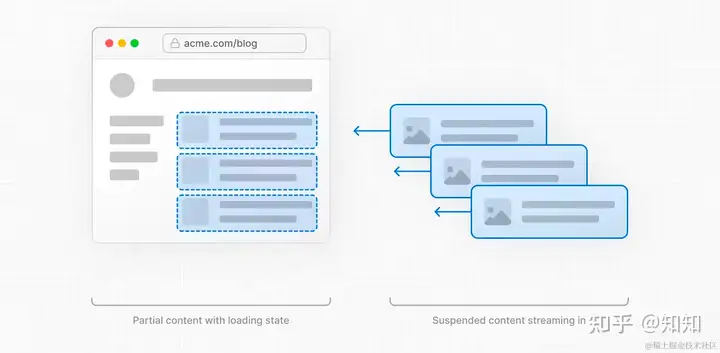 acme.com/blog
Partial content with loading state
Suspended content streaming in
知乎 @知知
@稀土掘金技术社区